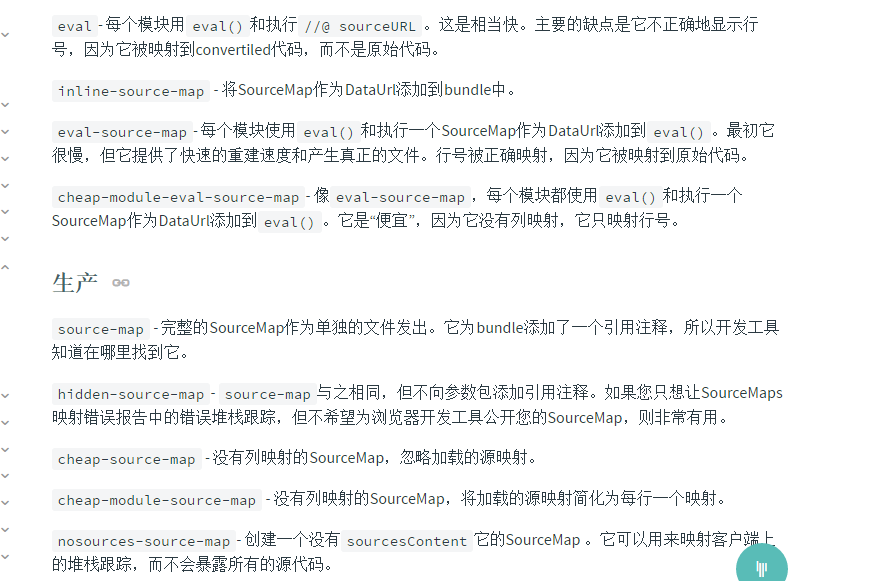 eval - 每个模块用 eval() 和执行 //@ sourceURL 。这是相当快。主要的缺点是它不正确地显示行
号，因为它被映射到convertiled代码，而不是原始代码。
inline-source-map - 将SourceMap作为DataUrl添加到bundle中。
eval-source-map - 每个模块使用 eval() 和执行一个SourceMap作为DataUrl添加到 eval() 。最初它
很慢，但它提供了快速的重建速度和产生真正的文件。行号被正确映射，因为它被映射到原始代码。
cheap-module-eval-source-map - 像 eval-source-map ，每个模块都使用 eval() 和执行一个
SourceMap作为DataUrl添加到 eval() 。它是“便宜”，因为它没有列映射，它只映射行号。
生产
source-map - 完整的SourceMap作为单独的文件发出。它为bundle添加了一个引用注释，所以开发工具
知道在哪里找到它。
hidden-source-map - source-map 与之相同，但不向参数包添加引用注释。如果您只想让SourceMaps
映射错误报告中的错误堆栈跟踪，但不希望为浏览器开发工具公开您的SourceMap，则非常有用。
cheap-source-map - 没有列映射的SourceMap，忽略加载的源映射。
cheap-module-source-map - 没有列映射的SourceMap，将加载的源映射简化为每行一个映射。
nosources-source-map - 创建一个没有 sourcesContent 它的SourceMap 。它可以用来映射客户端上
的堆栈跟踪，而不会暴露所有的源代码。